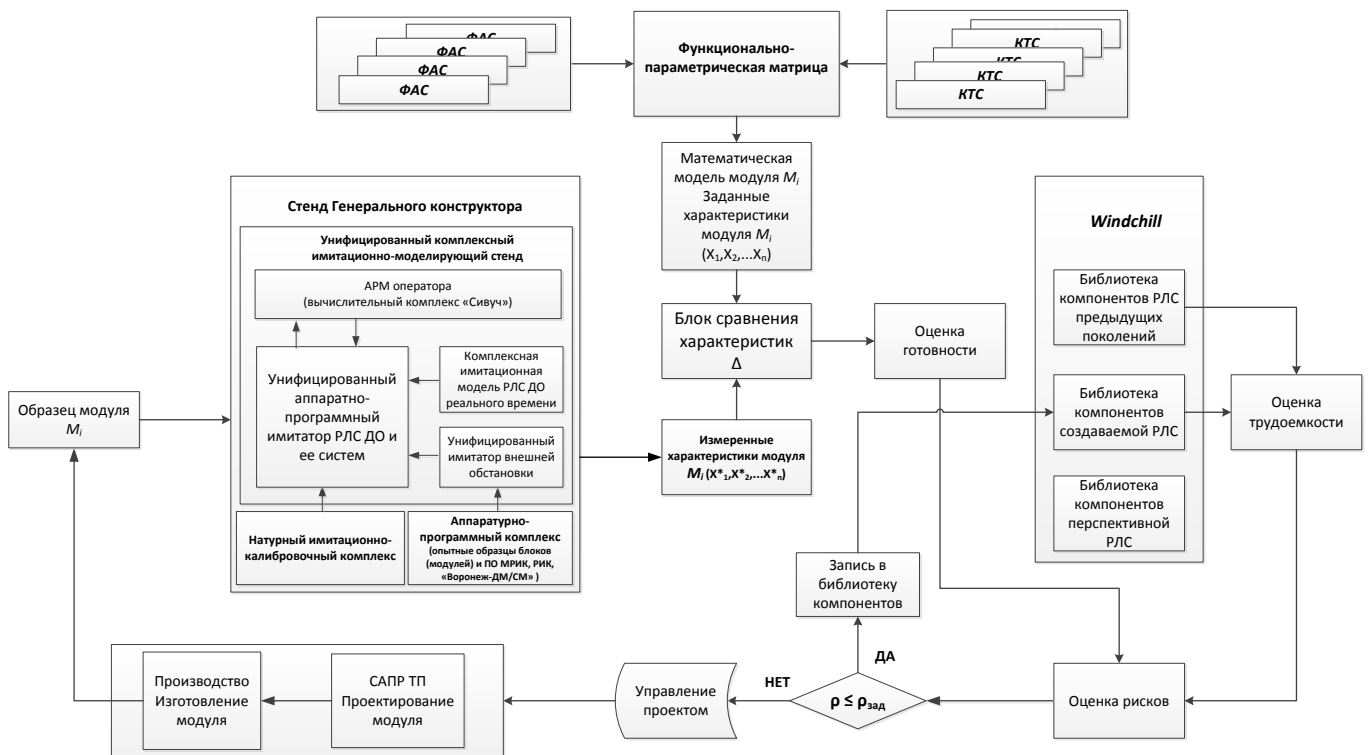 ФАС
ФАС
ФАС
ФАС
Функционально-
параметрическая
матрица
КТС
КТС
КТС
КТС
Математическая
модель модуля Mi
Заданные
характеристики
модуля Mi
(X1,X2,...Xn)
Стенд Генерального конструктора
Унифицированный комплексный
имитационно-моделирующий стенд
АРМ оператора
(вычислительный комплекс «Сивуч»)
Унифицированный
аппаратно-
программный
имитатор РЛС ДО и
ее систем
Комплексная
имитационная
модель РЛС ДО
реального времени
Унифицированный
имитатор внешней
обстановки
Натурный имитационно-
калибровочный комплекс
Аппаратурно-
программный комплекс
(опытные образцы блоков
(модулей) и ПО МРИК, РИК,
«Воронеж-ДМ/СМ» )
Образец модуля
Mi
Блок сравнения
характеристик
Δ
Измеренные
характеристики модуля
Mi (X*1,X*2,...X*n)
Оценка
готовности
Windchill
Библиотека
компонентов РЛС
предыдущих
поколений
Библиотека
компонентов
создаваемой РЛС
Библиотека
компонентов
перспективной
РЛС
Оценка
трудоемкости
Запись в
библиотеку
компонентов
ДА
НЕТ
Производство
Изготовление
модуля
САПР ТП
Проектирование
модуля
Управление
проектом
ρ ≤ ρзад
Оценка рисков